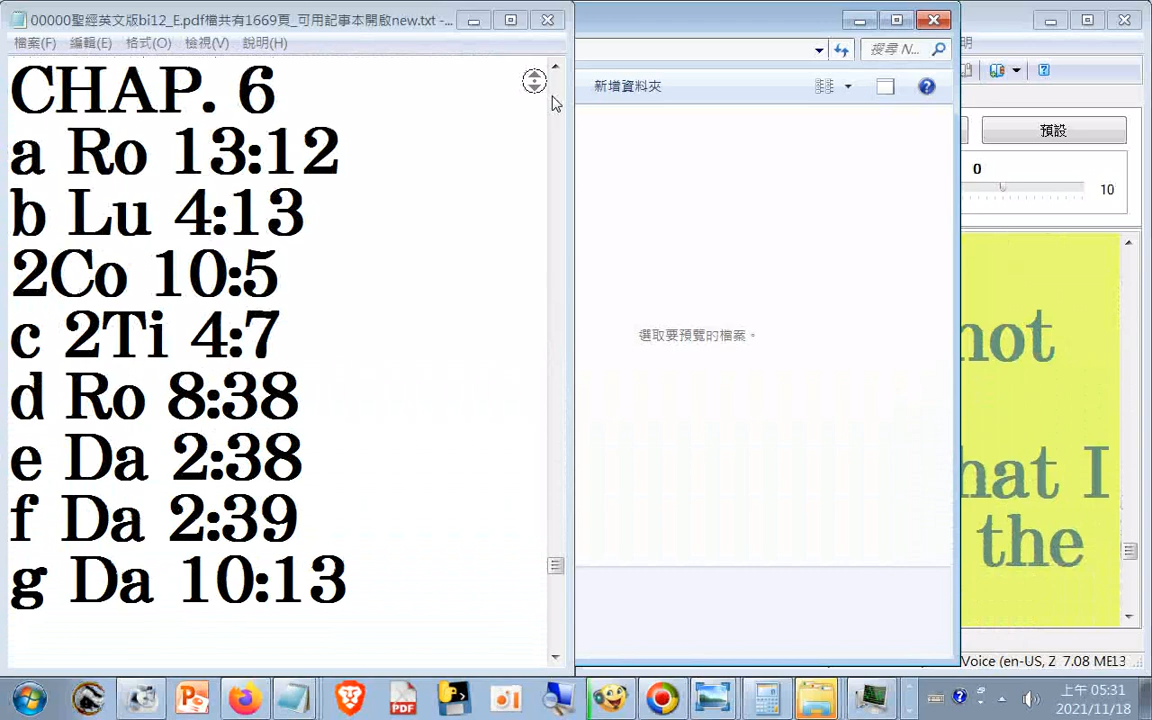 00000聖經英文版bi12_E.pdf檔共有1669頁_可用記事本開啟new.txt -...
檔案(F) 編輯(E) 格式(O) 檢視(V) 說明(H)
CHAP. 6
a Ro 13:12
b Lu 4:13
2Co 10:5
c 2Ti 4:7
d Ro 8:38
e Da 2:38
f Da 2:39
g Da 10:13
搜尋 N...
新增資料夾
選取要預覽的檔案。
明
預設
0
10
not
hat I
the
Voice (en-US, Z 7.08 ME13
上午 05:31
2021/11/18